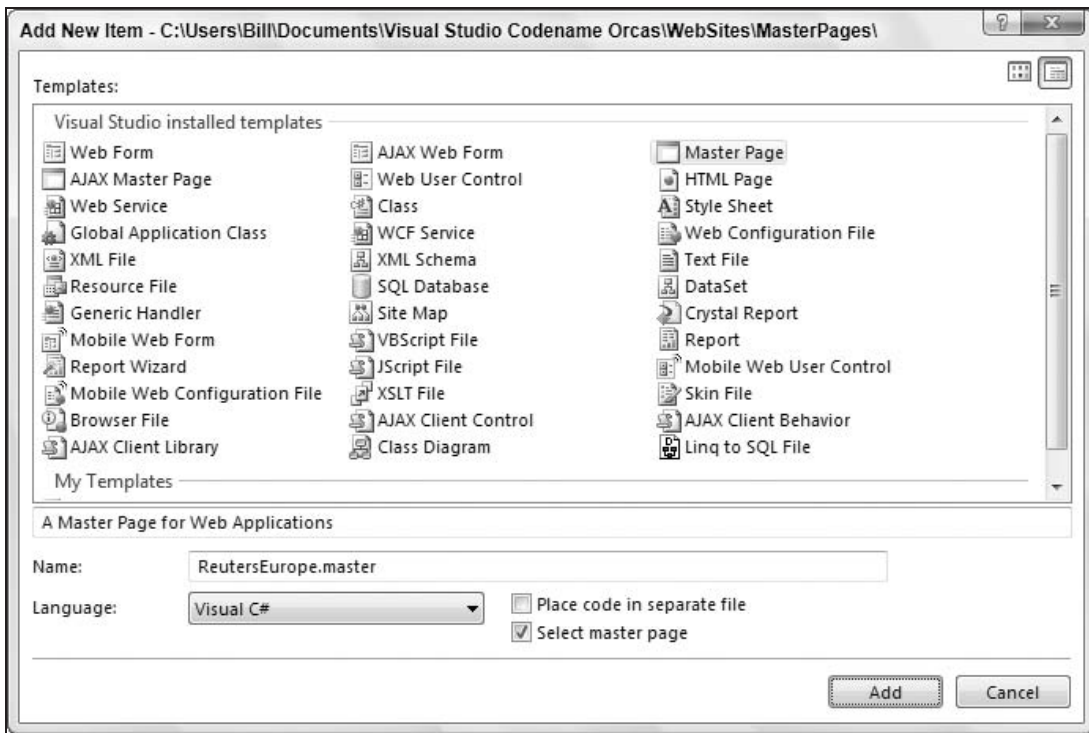 Add New Item - C:\Users\Bill\Documents\Visual Studio Codename Orcas\WebSites\MasterPages\
Templates:
Visual Studio installed templates
Web Form AJAX Web Form Master Page
AJAX Master Page Web User Control HTML Page
Web Service Class Style Sheet
Global Application Class WCF Service Web Configuration File
XML File XML Schema Text File
Resource File SQL Database DataSet
Generic Handler Site Map Crystal Report
Mobile Web Form VBScript File Report
Report Wizard JScript File Mobile Web User Control
Mobile Web Configuration File XSLT File Skin File
Browser File AJAX Client Control AJAX Client Behavior
AJAX Client Library Class Diagram Linq to SQL File
My Templates
A Master Page for Web Applications
Name: ReutersEurope.master
Language: Visual C# Place code in separate file
Select master page
Add Cancel